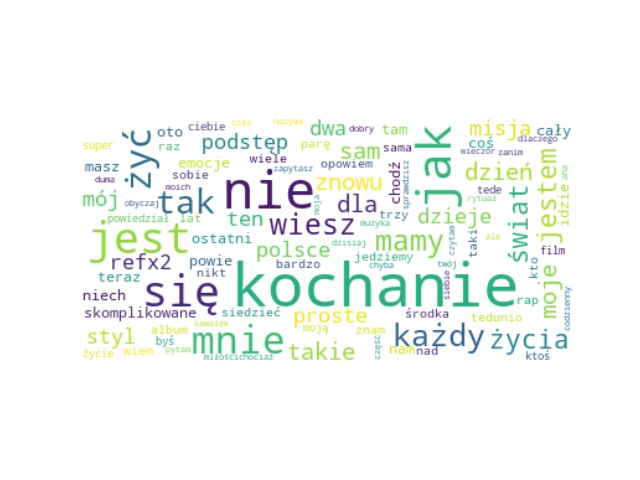 cała nazywa
oto ciebie dwa dobry tam misja cały
super raz podstęp parę sam sama coś dlaczego
żyć nie jak
masz emocje wiele opowiem chodź wieczór zanim
sobie zapytasz znowu sprawdzisz dzień
duma moich tede
mój obyczaj tak moja dla rytuał aha
powiedział lat ten wiesz trzy dzieje idzie
jest ostatni muzyka mamy czytam taki ale świat jestem
polsce dzisiaj
refx2 powie bardzo jedziemy film
teraz nikt chyba twój kto
niech się kochanie siebie rap moje
skomplikowane siedzieć proste środka tedunio codzienny
kawałek
styl album mnie moją znam każdy życia
byś część
życie wiem pytam takie nam nad ktoś
miłościchociaż